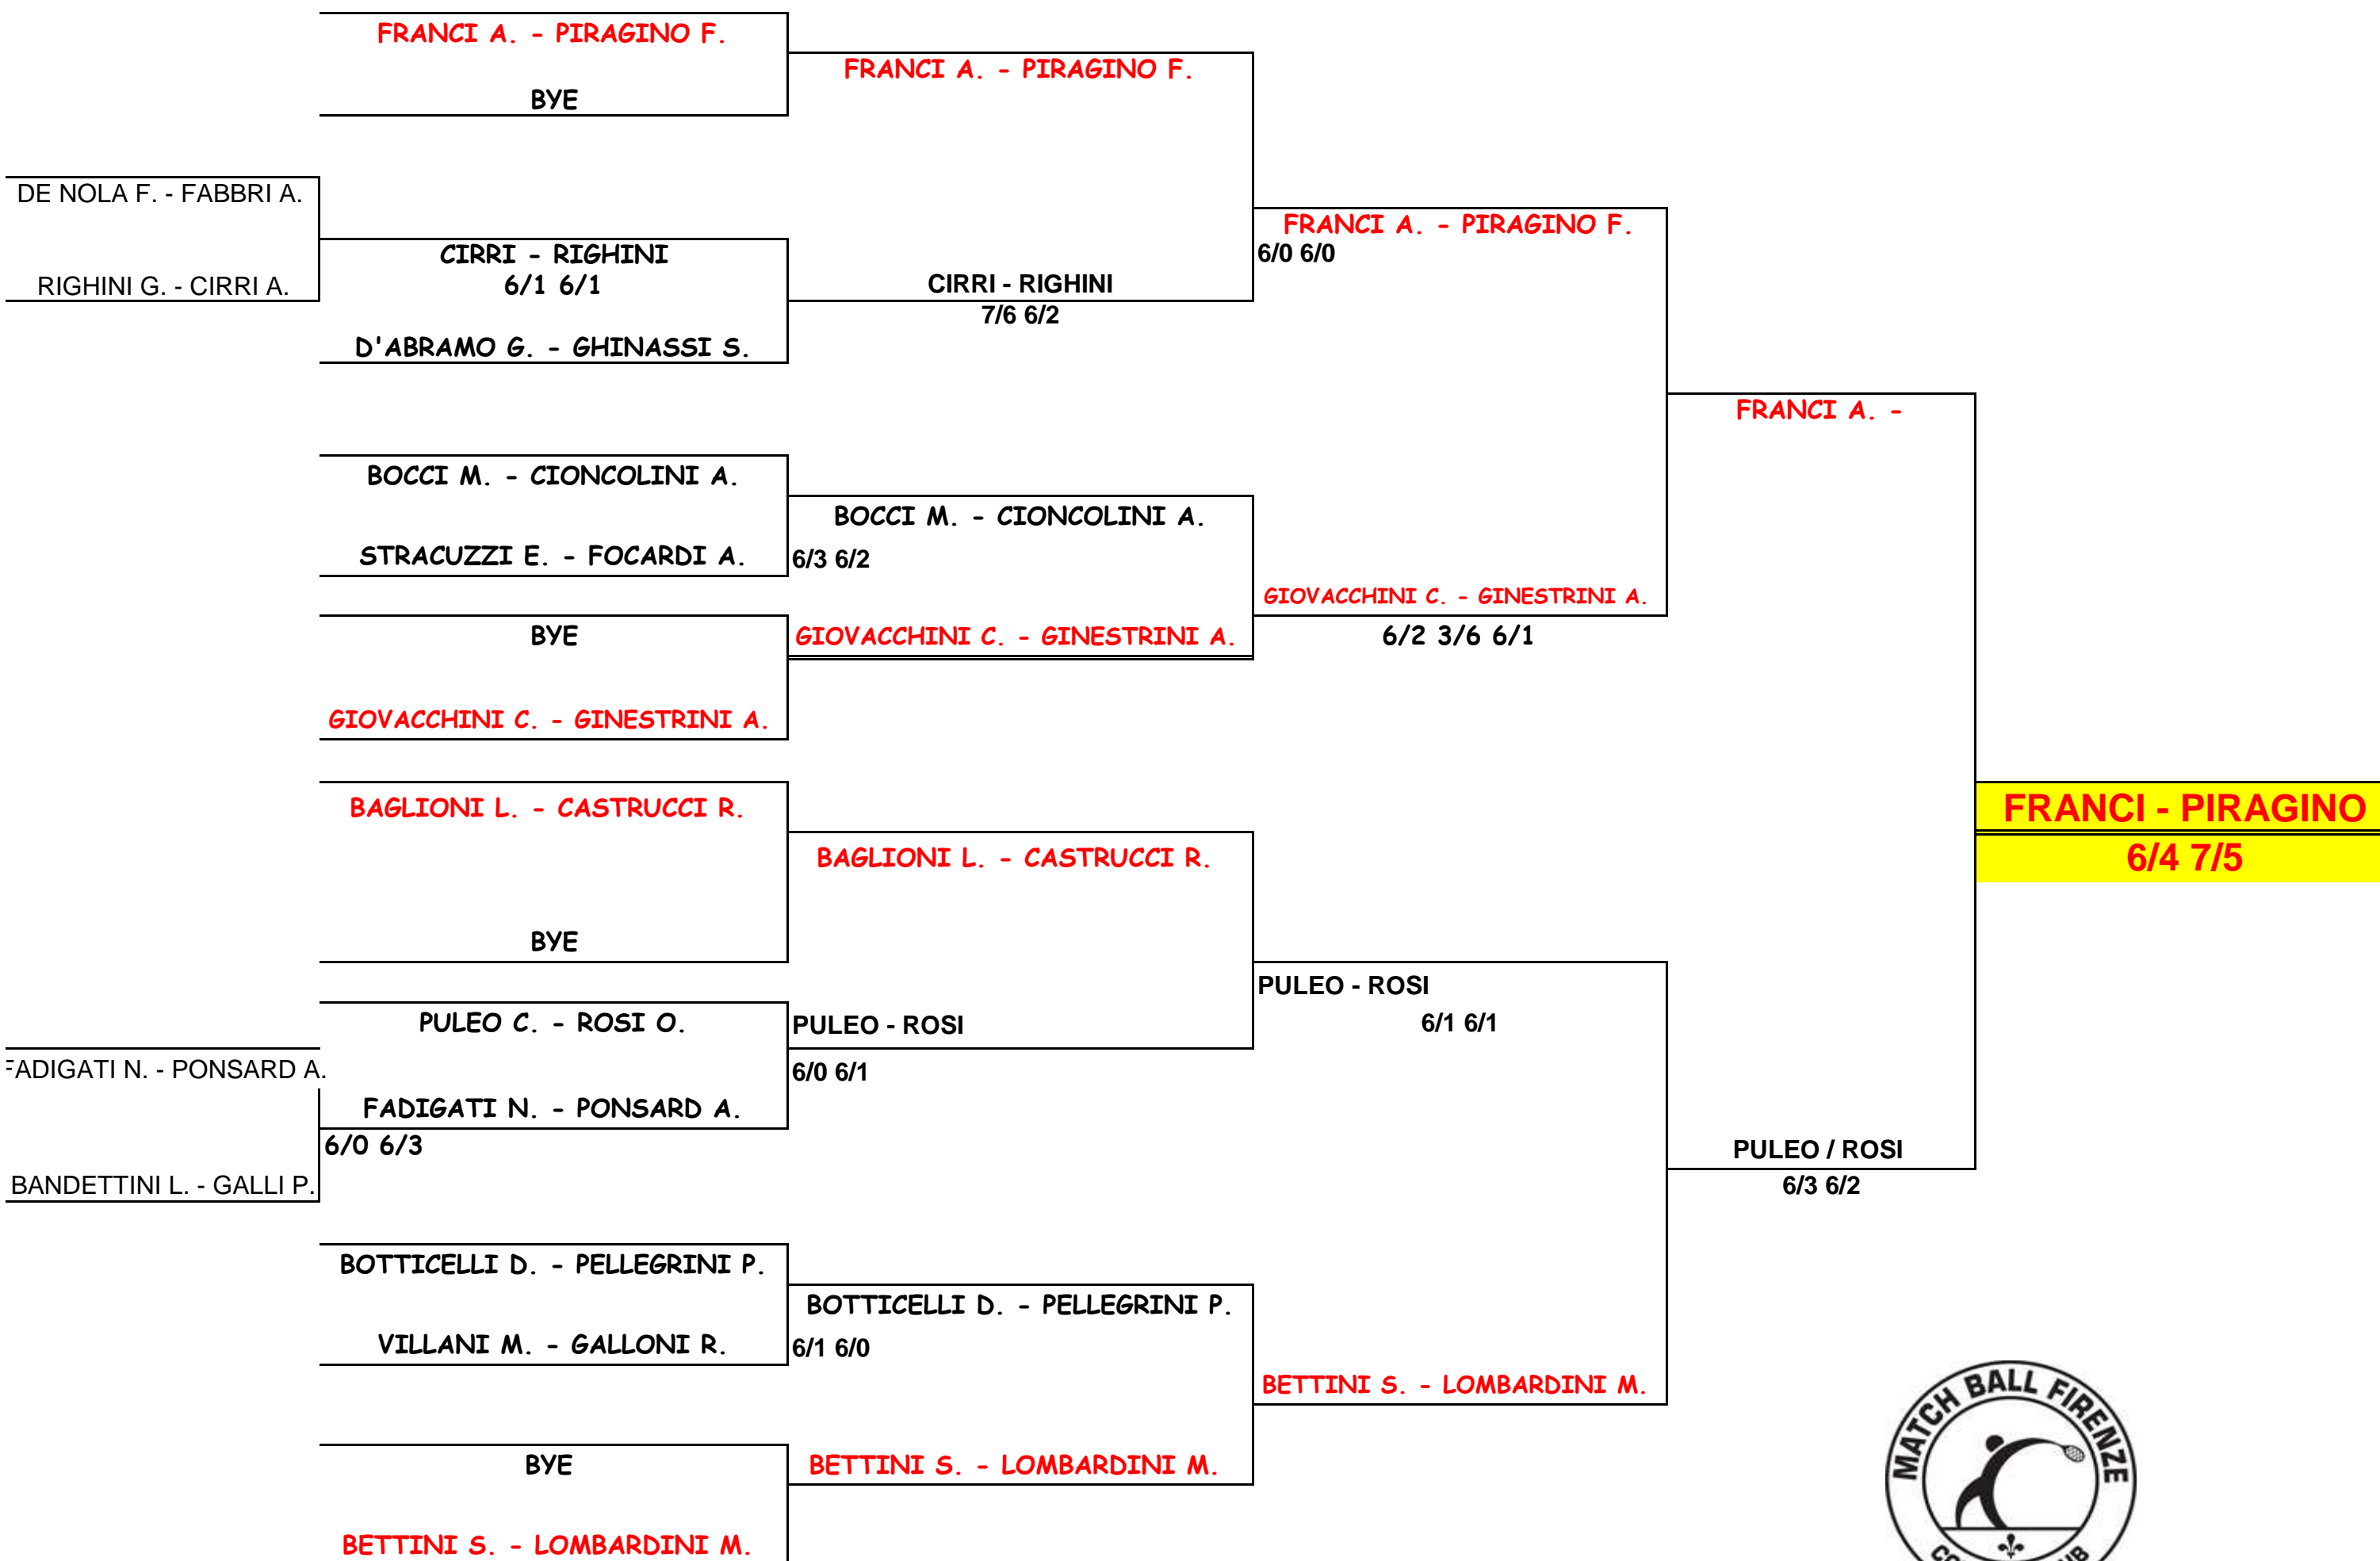 FRANCI A. - PIRAGINO F.
BYE
FRANCI A. - PIRAGINO F.
DE NOLA F. - FABBRI A.
RIGHINI G. - CIRRI A.
CIRRI - RIGHINI
6/1 6/1
D'ABRAMO G. - GHINASSI S.
CIRRI - RIGHINI
7/6 6/2
FRANCI A. - PIRAGINO F.
6/0 6/0
FRANCI A. -
BOCCI M. - CIONCOLINI A.
STRACUZZI E. - FOCARDI A.
BOCCI M. - CIONCOLINI A.
6/3 6/2
BYE
GIOVACCHINI C. - GINESTRINI A.
GIOVACCHINI C. - GINESTRINI A.
GIOVACCHINI C. - GINESTRINI A.
6/2 3/6 6/1
BAGLIONI L. - CASTRUCCI R.
BYE
BAGLIONI L. - CASTRUCCI R.
FRANCI - PIRAGINO
6/4 7/5
PULEO C. - ROSI O.
PULEO - ROSI
6/0 6/1
PULEO - ROSI
6/1 6/1
FADIGATI N. - PONSARD A.
BANDETTINI L. - GALLI P.
FADIGATI N. - PONSARD A.
6/0 6/3
PULEO / ROSI
6/3 6/2
BOTTICELLI D. - PELLEGRINI P.
VILLANI M. - GALLONI R.
BOTTICELLI D. - PELLEGRINI P.
6/1 6/0
BETTINI S. - LOMBARDINI M.
BYE
BETTINI S. - LOMBARDINI M.
BETTINI S. - LOMBARDINI M.
MATCH BALL FIRENZE